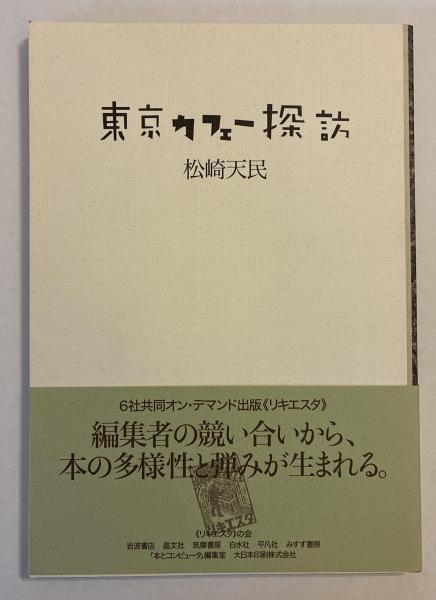 東京カフェー探訪
松崎天民
6社共同オン・デマンド出版《リキエスタ》
編集者の競い合いから、
本の多様性と弾みが生まれる。
リキエスタ
《リキエスタ》の会
岩波書店 晶文社 筑摩書房 白水社 平凡社 みすず書房
「本とコンピュータ」編集室 大日本印刷株式会社